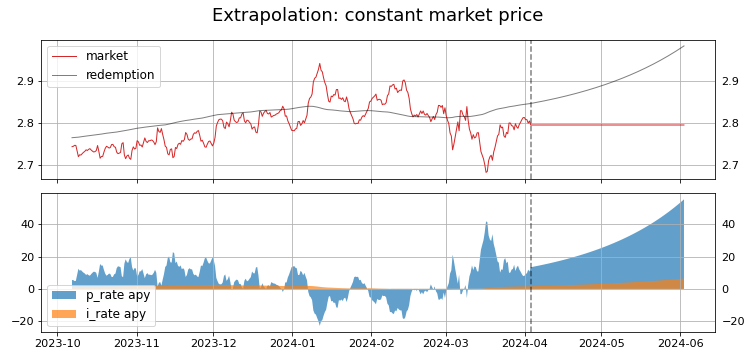 Extrapolation: constant market price
market
redemption
2.9
2.8
2.7
2.9
2.8
2.7
40
20
0
−20
40
20
0
−20
p_rate apy
i_rate apy
2023-10 2023-11 2023-12 2024-01 2024-02 2024-03 2024-04 2024-05 2024-06